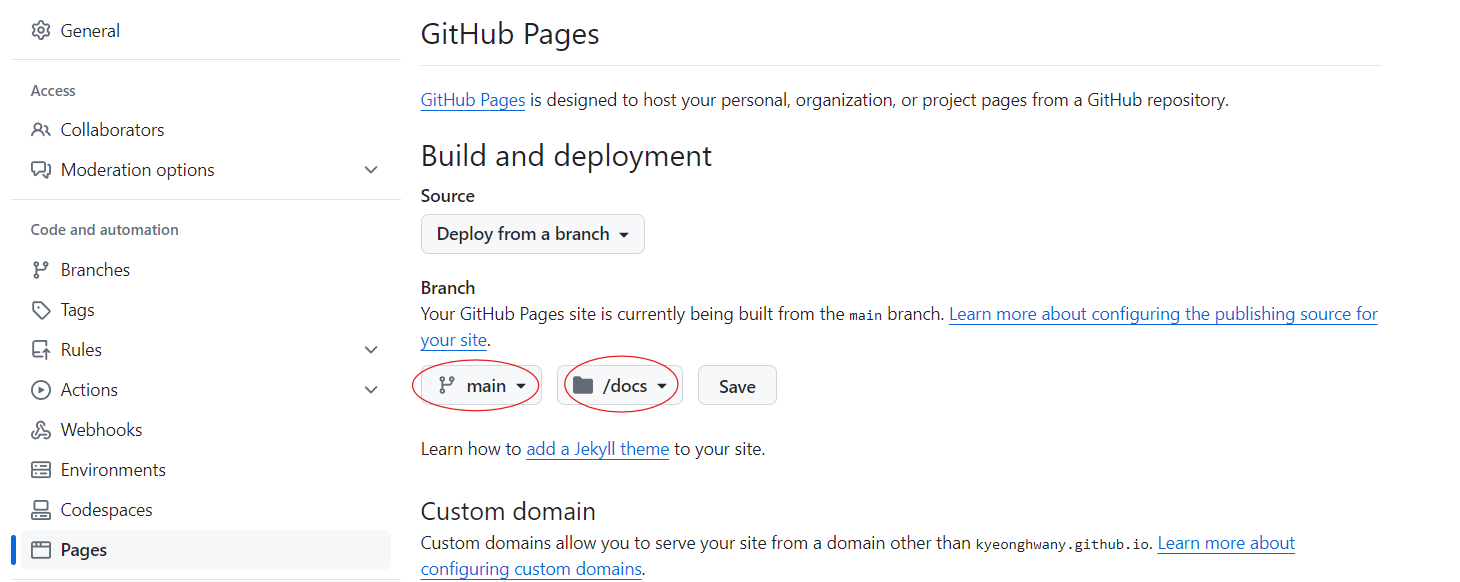 General
Access
Collaborators
Moderation options
Code and automation
Branches
Tags
Rules
Actions
Webhooks
Environments
Codespaces
Pages
GitHub Pages
GitHub Pages is designed to host your personal, organization, or project pages from a GitHub repository.
Build and deployment
Source
Deploy from a branch
Branch
Your GitHub Pages site is currently being built from the main branch. Learn more about configuring the publishing source for
your site.
main /docs Save
Learn how to add a Jekyll theme to your site.
Custom domain
Custom domains allow you to serve your site from a domain other than kyeonghwany.github.io. Learn more about
configuring custom domains.